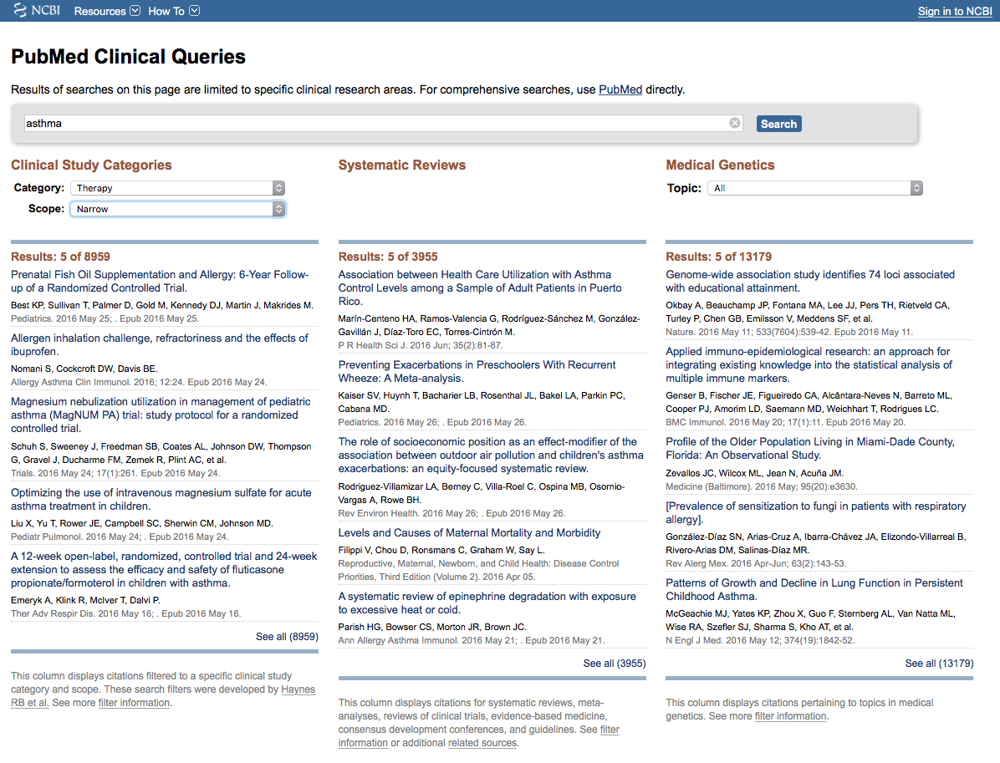 NCBI Resources How To Sign in to NCBI
PubMed Clinical Queries
Results of searches on this page are limited to specific clinical research areas. For comprehensive searches, use PubMed directly.
asthma Search
Clinical Study Categories
Category: Therapy
Scope: Narrow
Results: 5 of 8959
Prenatal Fish Oil Supplementation and Allergy: 6-Year Follow-
up of a Randomized Controlled Trial.
Best KP, Sullivan T, Palmer D, Gold M, Kennedy DJ, Martin J, Makrides M.
Pediatrics. 2016 May 25; . Epub 2016 May 25.
Allergen inhalation challenge, refractoriness and the effects of
ibuprofen.
Nomani S, Cockcroft DW, Davis BE.
Allergy Asthma Clin Immunol. 2016; 12:24. Epub 2016 May 24.
Magnesium nebulization utilization in management of pediatric
asthma (MagNUM PA) trial: study protocol for a randomized
controlled trial.
Schuh S, Sweeney J, Freedman SB, Coates AL, Johnson DW, Thompson
G, Gravel J, Ducharme FM, Zemek R, Plint AC, et al.
Trials. 2016 May 24; 17(1):261. Epub 2016 May 24.
Optimizing the use of intravenous magnesium sulfate for acute
asthma treatment in children.
Liu X, Yu T, Rower JE, Campbell SC, Sherwin CM, Johnson MD.
Pediatr Pulmonol. 2016 May 24; . Epub 2016 May 24.
A 12-week open-label, randomized, controlled trial and 24-week
extension to assess the efficacy and safety of fluticasone
propionate/formoterol in children with asthma.
Emeryk A, Klink R, McIver T, Dalvi P.
Ther Adv Respir Dis. 2016 May 16; . Epub 2016 May 16.
See all (8959)
This column displays citations filtered to a specific clinical study
category and scope. These search filters were developed by Haynes
RB et al. See more filter information.
Systematic Reviews
Results: 5 of 3955
Association between Health Care Utilization with Asthma
Control Levels among a Sample of Adult Patients in Puerto
Rico.
Marín-Centeno HA, Ramos-Valencia G, Rodríguez-Sánchez M, González-
Gavillán J, Díaz-Toro EC, Torres-Cintrón M.
P R Health Sci J. 2016 Jun; 35(2):81-87.
Preventing Exacerbations in Preschoolers With Recurrent
Wheeze: A Meta-analysis.
Kaiser SV, Huynh T, Bacharier LB, Rosenthal JL, Bakel LA, Parkin PC,
Cabana MD.
Pediatrics. 2016 May 26; . Epub 2016 May 26.
The role of socioeconomic position as an effect-modifier of the
association between outdoor air pollution and children's asthma
exacerbations: an equity-focused systematic review.
Rodriguez-Villamizar LA, Berney C, Villa-Roel C, Ospina MB, Osornio-
Vargas A, Rowe BH.
Rev Environ Health. 2016 May 26; . Epub 2016 May 26.
Levels and Causes of Maternal Mortality and Morbidity
Filippi V, Chou D, Ronsmans C, Graham W, Say L.
Reproductive, Maternal, Newborn, and Child Health: Disease Control
Priorities, Third Edition (Volume 2). 2016 Apr 05.
A systematic review of epinephrine degradation with exposure
to excessive heat or cold.
Parish HG, Bowser CS, Morton JR, Brown JC.
Ann Allergy Asthma Immunol. 2016 May 21; . Epub 2016 May 21.
See all (3955)
This column displays citations for systematic reviews, meta-
analyses, reviews of clinical trials, evidence-based medicine,
consensus development conferences, and guidelines. See filter
information or additional related sources.
Medical Genetics
Topic: All
Results: 5 of 13179
Genome-wide association study identifies 74 loci associated
with educational attainment.
Okbay A, Beauchamp JP, Fontana MA, Lee JJ, Pers TH, Rietveld CA,
Turley P, Chen GB, Emilsson V, Meddens SF, et al.
Nature. 2016 May 11; 533(7604):539-42. Epub 2016 May 11.
Applied immuno-epidemiological research: an approach for
integrating existing knowledge into the statistical analysis of
multiple immune markers.
Genser B, Fischer JE, Figueiredo CA, Alcântara-Neves N, Barreto ML,
Cooper PJ, Amorim LD, Saemann MD, Weichhart T, Rodrigues LC.
BMC Immunol. 2016 May 20; 17(1):11. Epub 2016 May 20.
Profile of the Older Population Living in Miami-Dade County,
Florida: An Observational Study.
Zevallos JC, Wilcox ML, Jean N, Acuña JM.
Medicine (Baltimore). 2016 May; 95(20):e3630.
[Prevalence of sensitization to fungi in patients with respiratory
allergy].
González-Díaz SN, Arias-Cruz A, Ibarra-Chávez JA, Elizondo-Villarreal B,
Rivero-Arias DM, Salinas-Díaz MR.
Rev Alerg Mex. 2016 Apr-Jun; 63(2):143-53.
Patterns of Growth and Decline in Lung Function in Persistent
Childhood Asthma.
McGeachie MJ, Yates KP, Zhou X, Guo F, Sternberg AL, Van Natta ML,
Wise RA, Szefler SJ, Sharma S, Kho AT, et al.
N Engl J Med. 2016 May 12; 374(19):1842-52.
See all (13179)
This column displays citations pertaining to topics in medical
genetics. See more filter information.